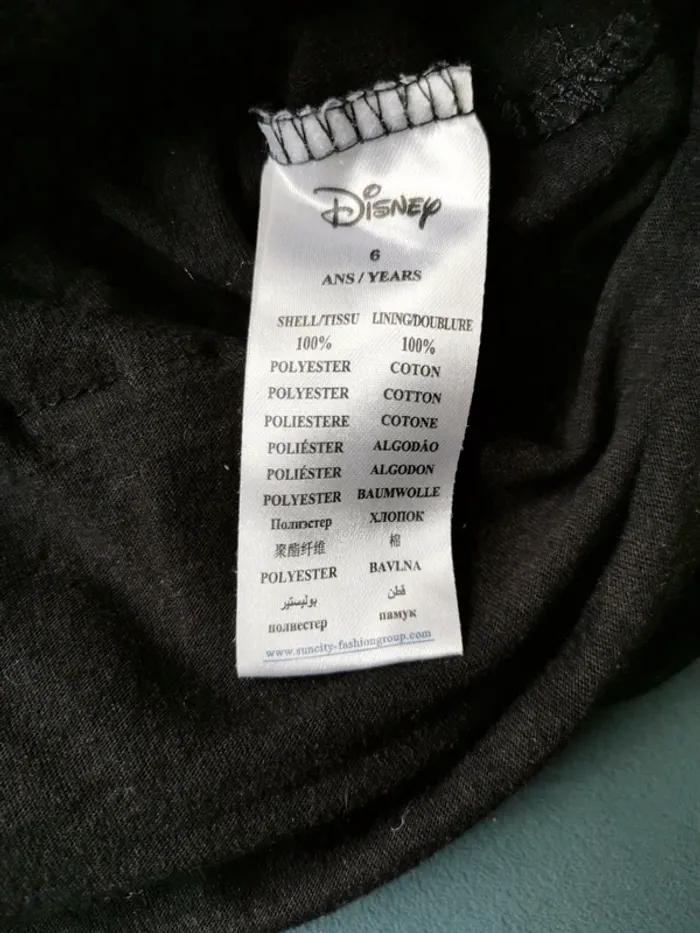 Disney
6
ANS / YEARS
SHELL/TISSU LINING/DOUBLURE
100% 100%
POLYESTER COTON
POLYESTER COTTON
POLIESTERE COTONE
POLIÉSTER ALGODÃO
POLIÉSTER ALGODON
POLYESTER BAUMWOLLE
Полиэстер ХЛОПОК
聚酯纤维 棉
POLYESTER BAVLNA
بوليستير قطن
полиестер памук
www.suncity-fashiongroup.com